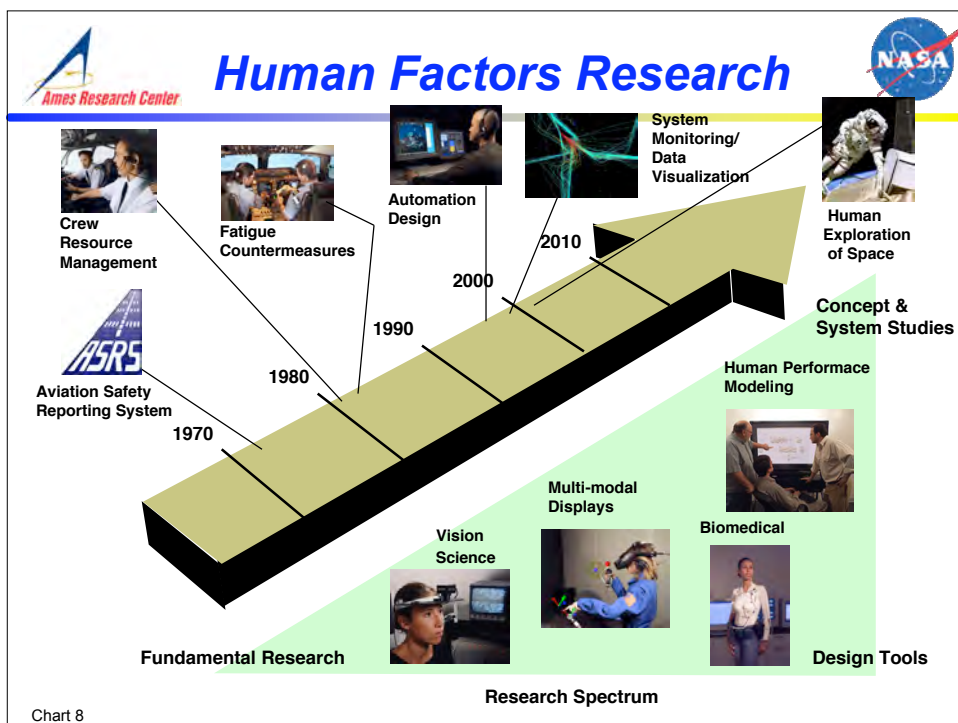 Human Factors Research
Ames Research Center
NASA
System
Monitoring/
Data
Visualization
Automation
Design
Crew
Resource
Management
Fatigue
Countermeasures
Human
Exploration
of Space
2010
2000
1990
1980
1970
ASRS
Aviation Safety
Reporting System
Concept &
System Studies
Human Performace
Modeling
Multi-modal
Displays
Biomedical
Vision
Science
Fundamental Research
Design Tools
Research Spectrum
Chart 8